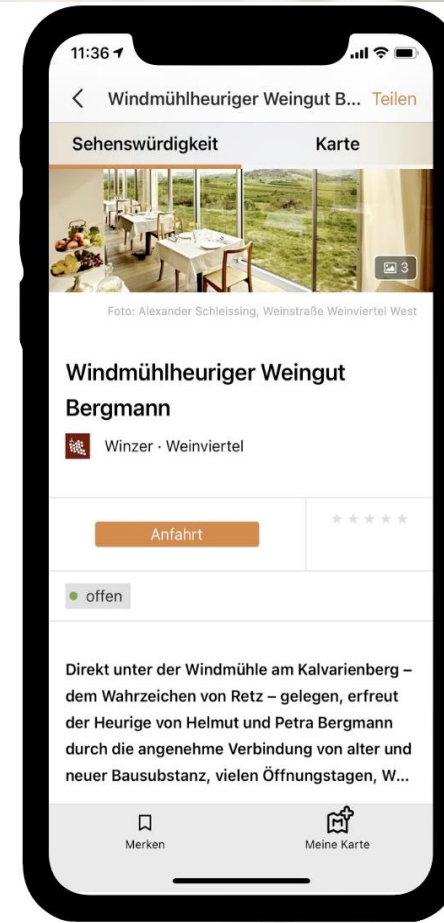 11:36
Windmühlheuriger Weingut B... Teilen
Sehenswürdigkeit Karte
3
Foto: Alexander Schleissing, Weinstraße Weinviertel West
Windmühlheuriger Weingut
Bergmann
Winzer · Weinviertel
Anfahrt
offen
Direkt unter der Windmühle am Kalvarienberg –
dem Wahrzeichen von Retz – gelegen, erfreut
der Heurige von Helmut und Petra Bergmann
durch die angenehme Verbindung von alter und
neuer Bausubstanz, vielen Öffnungstagen, W...
Merken Meine Karte